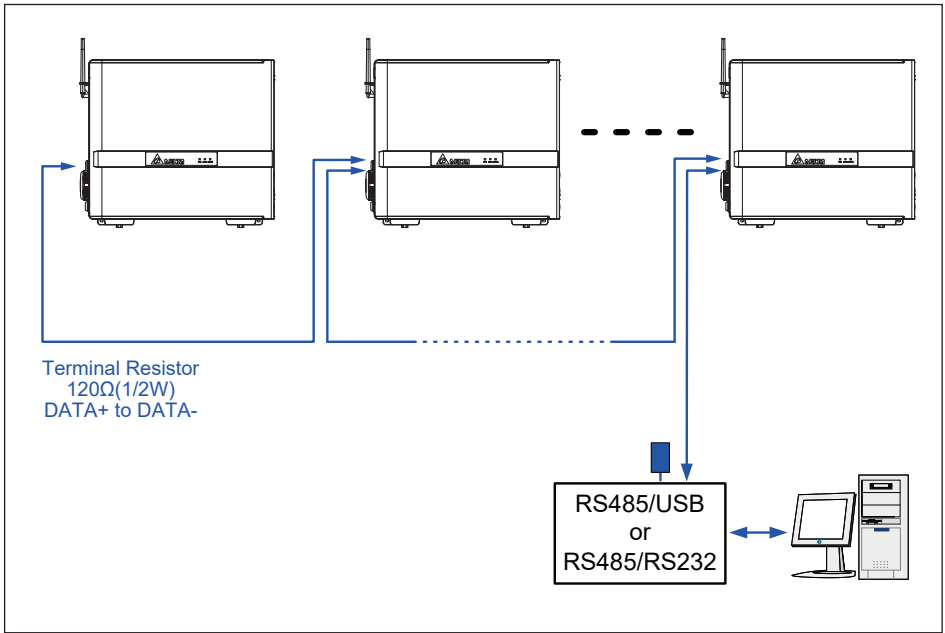 Terminal Resistor
120Ω(1/2W)
DATA+ to DATA-
RS485/USB
or
RS485/RS232